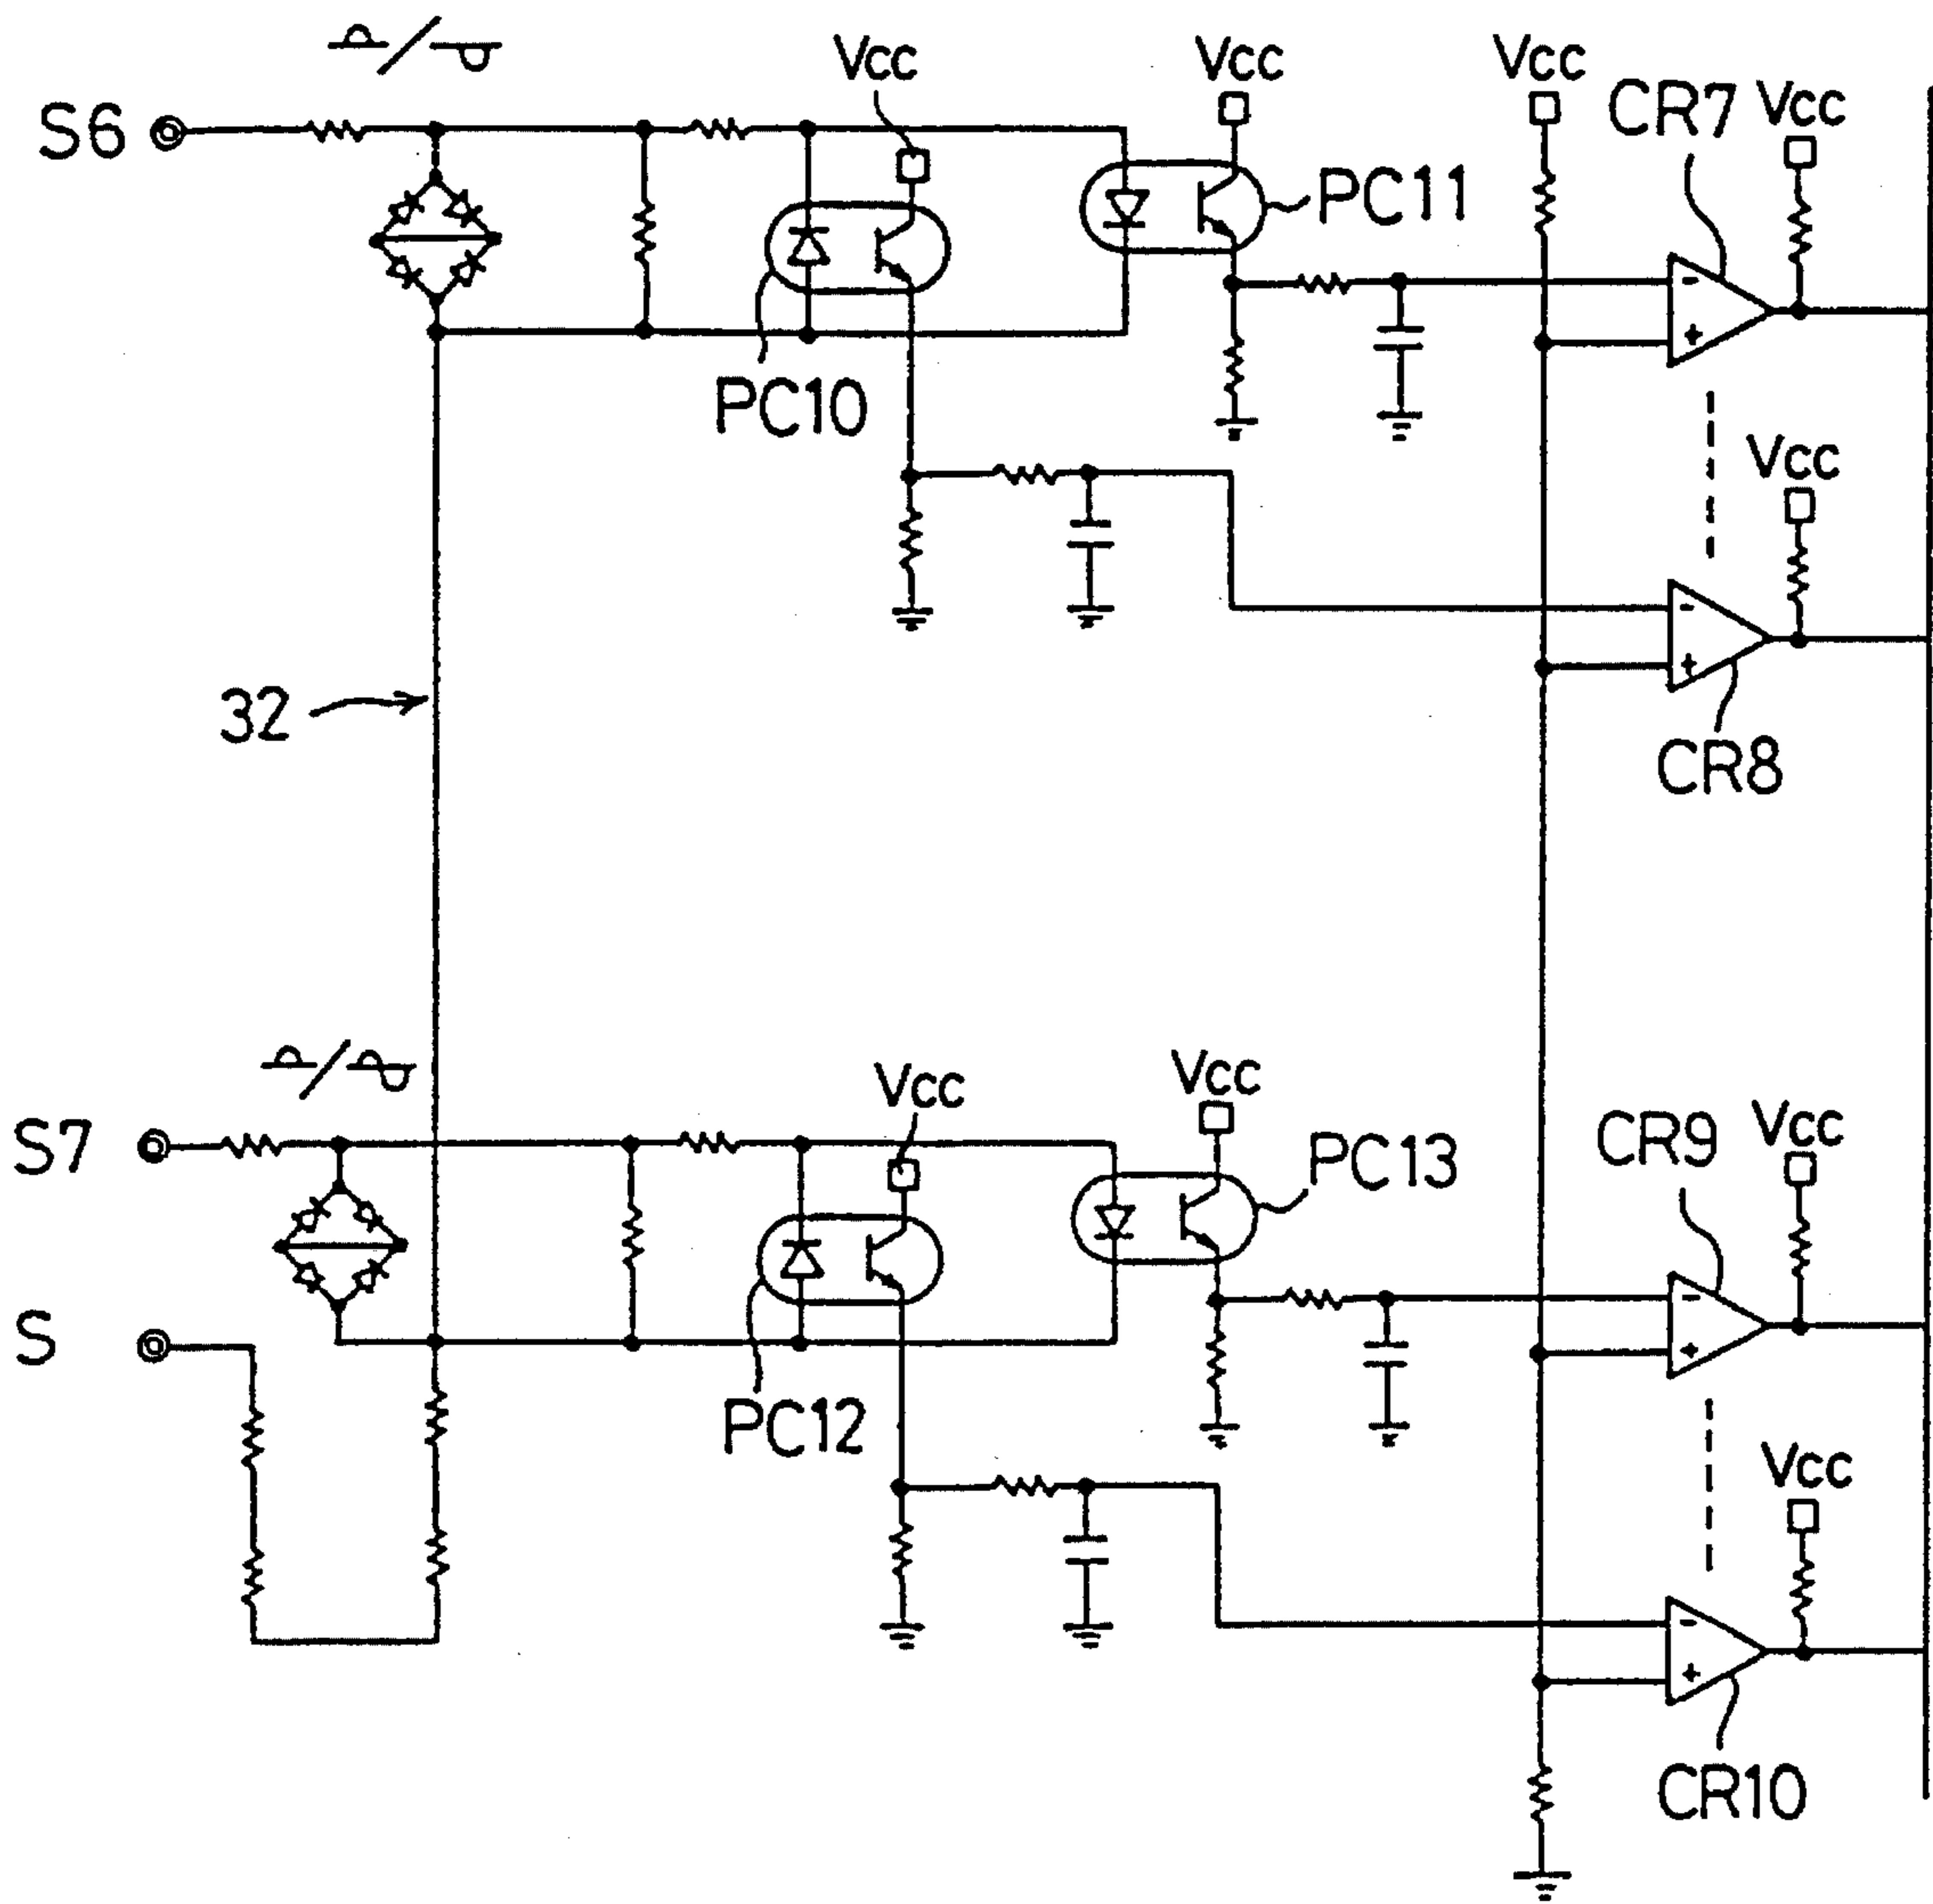 Vcc
Vcc
Vcc
CR7
Vcc
S6
PC11
-
+
PC10
Vcc
-
+
32
CR8
Vcc
Vcc
S7
CR9
Vcc
PC13
S
-
+
PC12
Vcc
-
+
CR10